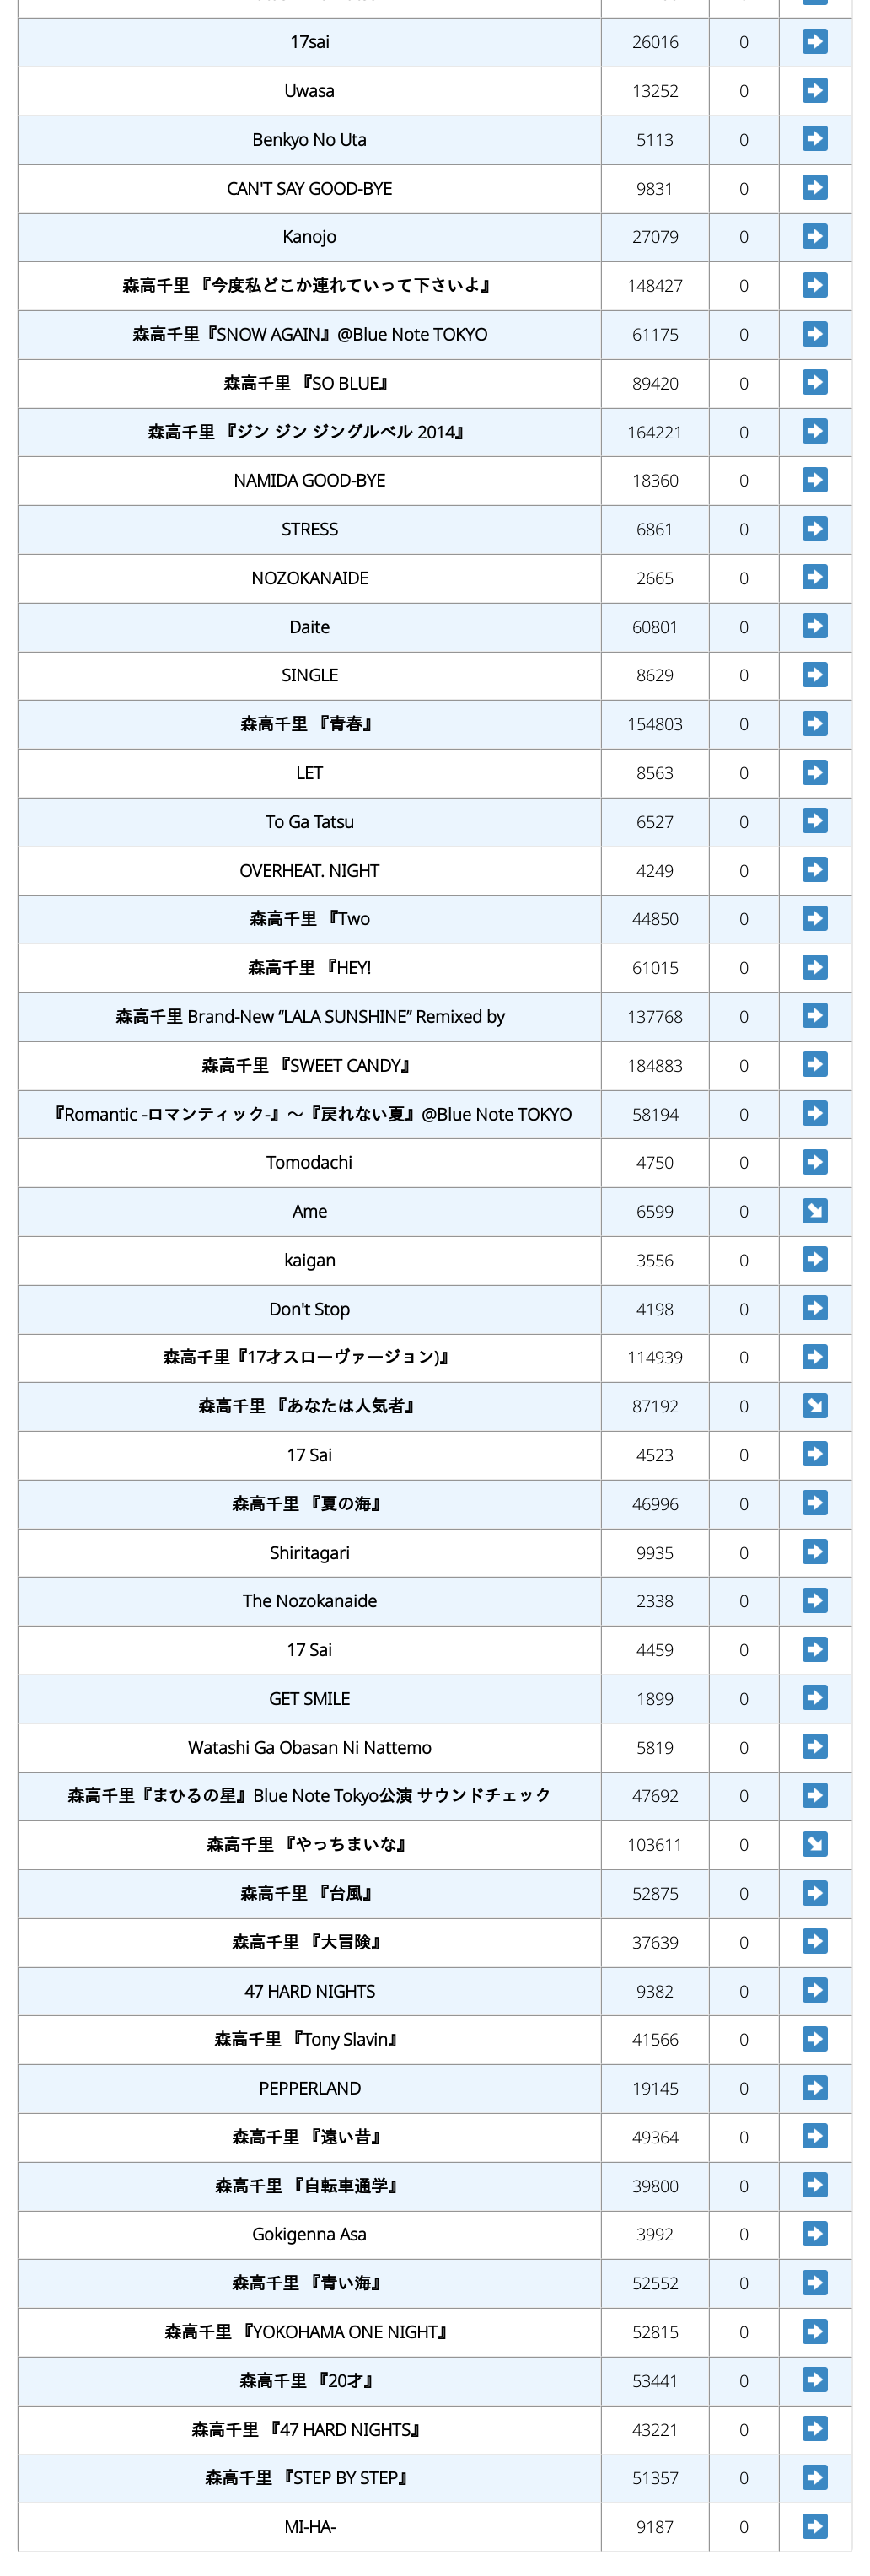 17sai 26016 0
Uwasa 13252 0
Benkyo No Uta 5113 0
CAN'T SAY GOOD-BYE 9831 0
Kanojo 27079 0
森高千里 『今度私どこか連れていって下さいよ』 148427 0
森高千里『SNOW AGAIN』@Blue Note TOKYO 61175 0
森高千里 『SO BLUE』 89420 0
森高千里 『ジン ジン ジングルベル 2014』 164221 0
NAMIDA GOOD-BYE 18360 0
STRESS 6861 0
NOZOKANAIDE 2665 0
Daite 60801 0
SINGLE 8629 0
森高千里 『青春』 154803 0
LET 8563 0
To Ga Tatsu 6527 0
OVERHEAT. NIGHT 4249 0
森高千里 『Two 44850 0
森高千里 『HEY! 61015 0
森高千里 Brand-New “LALA SUNSHINE” Remixed by 137768 0
森高千里 『SWEET CANDY』 184883 0
『Romantic -ロマンティック-』～『戻れない夏』@Blue Note TOKYO 58194 0
Tomodachi 4750 0
Ame 6599 0
kaigan 3556 0
Don't Stop 4198 0
森高千里『17才スローヴァージョン)』 114939 0
森高千里 『あなたは人気者』 87192 0
17 Sai 4523 0
森高千里 『夏の海』 46996 0
Shiritagari 9935 0
The Nozokanaide 2338 0
17 Sai 4459 0
GET SMILE 1899 0
Watashi Ga Obasan Ni Nattemo 5819 0
森高千里『まひるの星』Blue Note Tokyo公演 サウンドチェック 47692 0
森高千里 『やっちまいな』 103611 0
森高千里 『台風』 52875 0
森高千里 『大冒険』 37639 0
47 HARD NIGHTS 9382 0
森高千里 『Tony Slavin』 41566 0
PEPPERLAND 19145 0
森高千里 『遠い昔』 49364 0
森高千里 『自転車通学』 39800 0
Gokigenna Asa 3992 0
森高千里 『青い海』 52552 0
森高千里 『YOKOHAMA ONE NIGHT』 52815 0
森高千里 『20才』 53441 0
森高千里 『47 HARD NIGHTS』 43221 0
森高千里 『STEP BY STEP』 51357 0
MI-HA- 9187 0